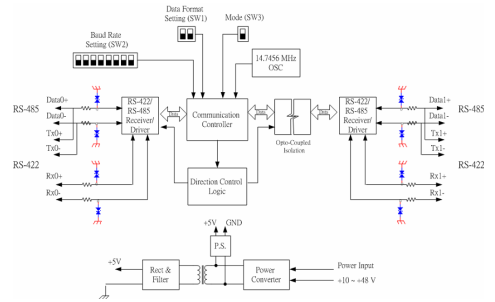 Data Format
Setting (SW1)
Mode (SW3)
Baud Rate
Setting (SW2)
14.7456 MHz
OSC
RS-485
Data0+
Data0-
Tx0+
Tx0-
RS-422
Rx0+
Rx0-
RS-422/
RS-485
Receiver/
Driver
Data
Communication
Controller
Data
Opto-Coupled
Isolation
Data
RS-422/
RS-485
Receiver/
Driver
Data1+
Data1-
Tx1+
Tx1-
RS-485
RS-422
Rx1+
Rx1-
Direction Control
Logic
+5V
GND
P.S.
+5V
Rect &
Filter
Power
Converter
Power Input
+10 ~ +48 V